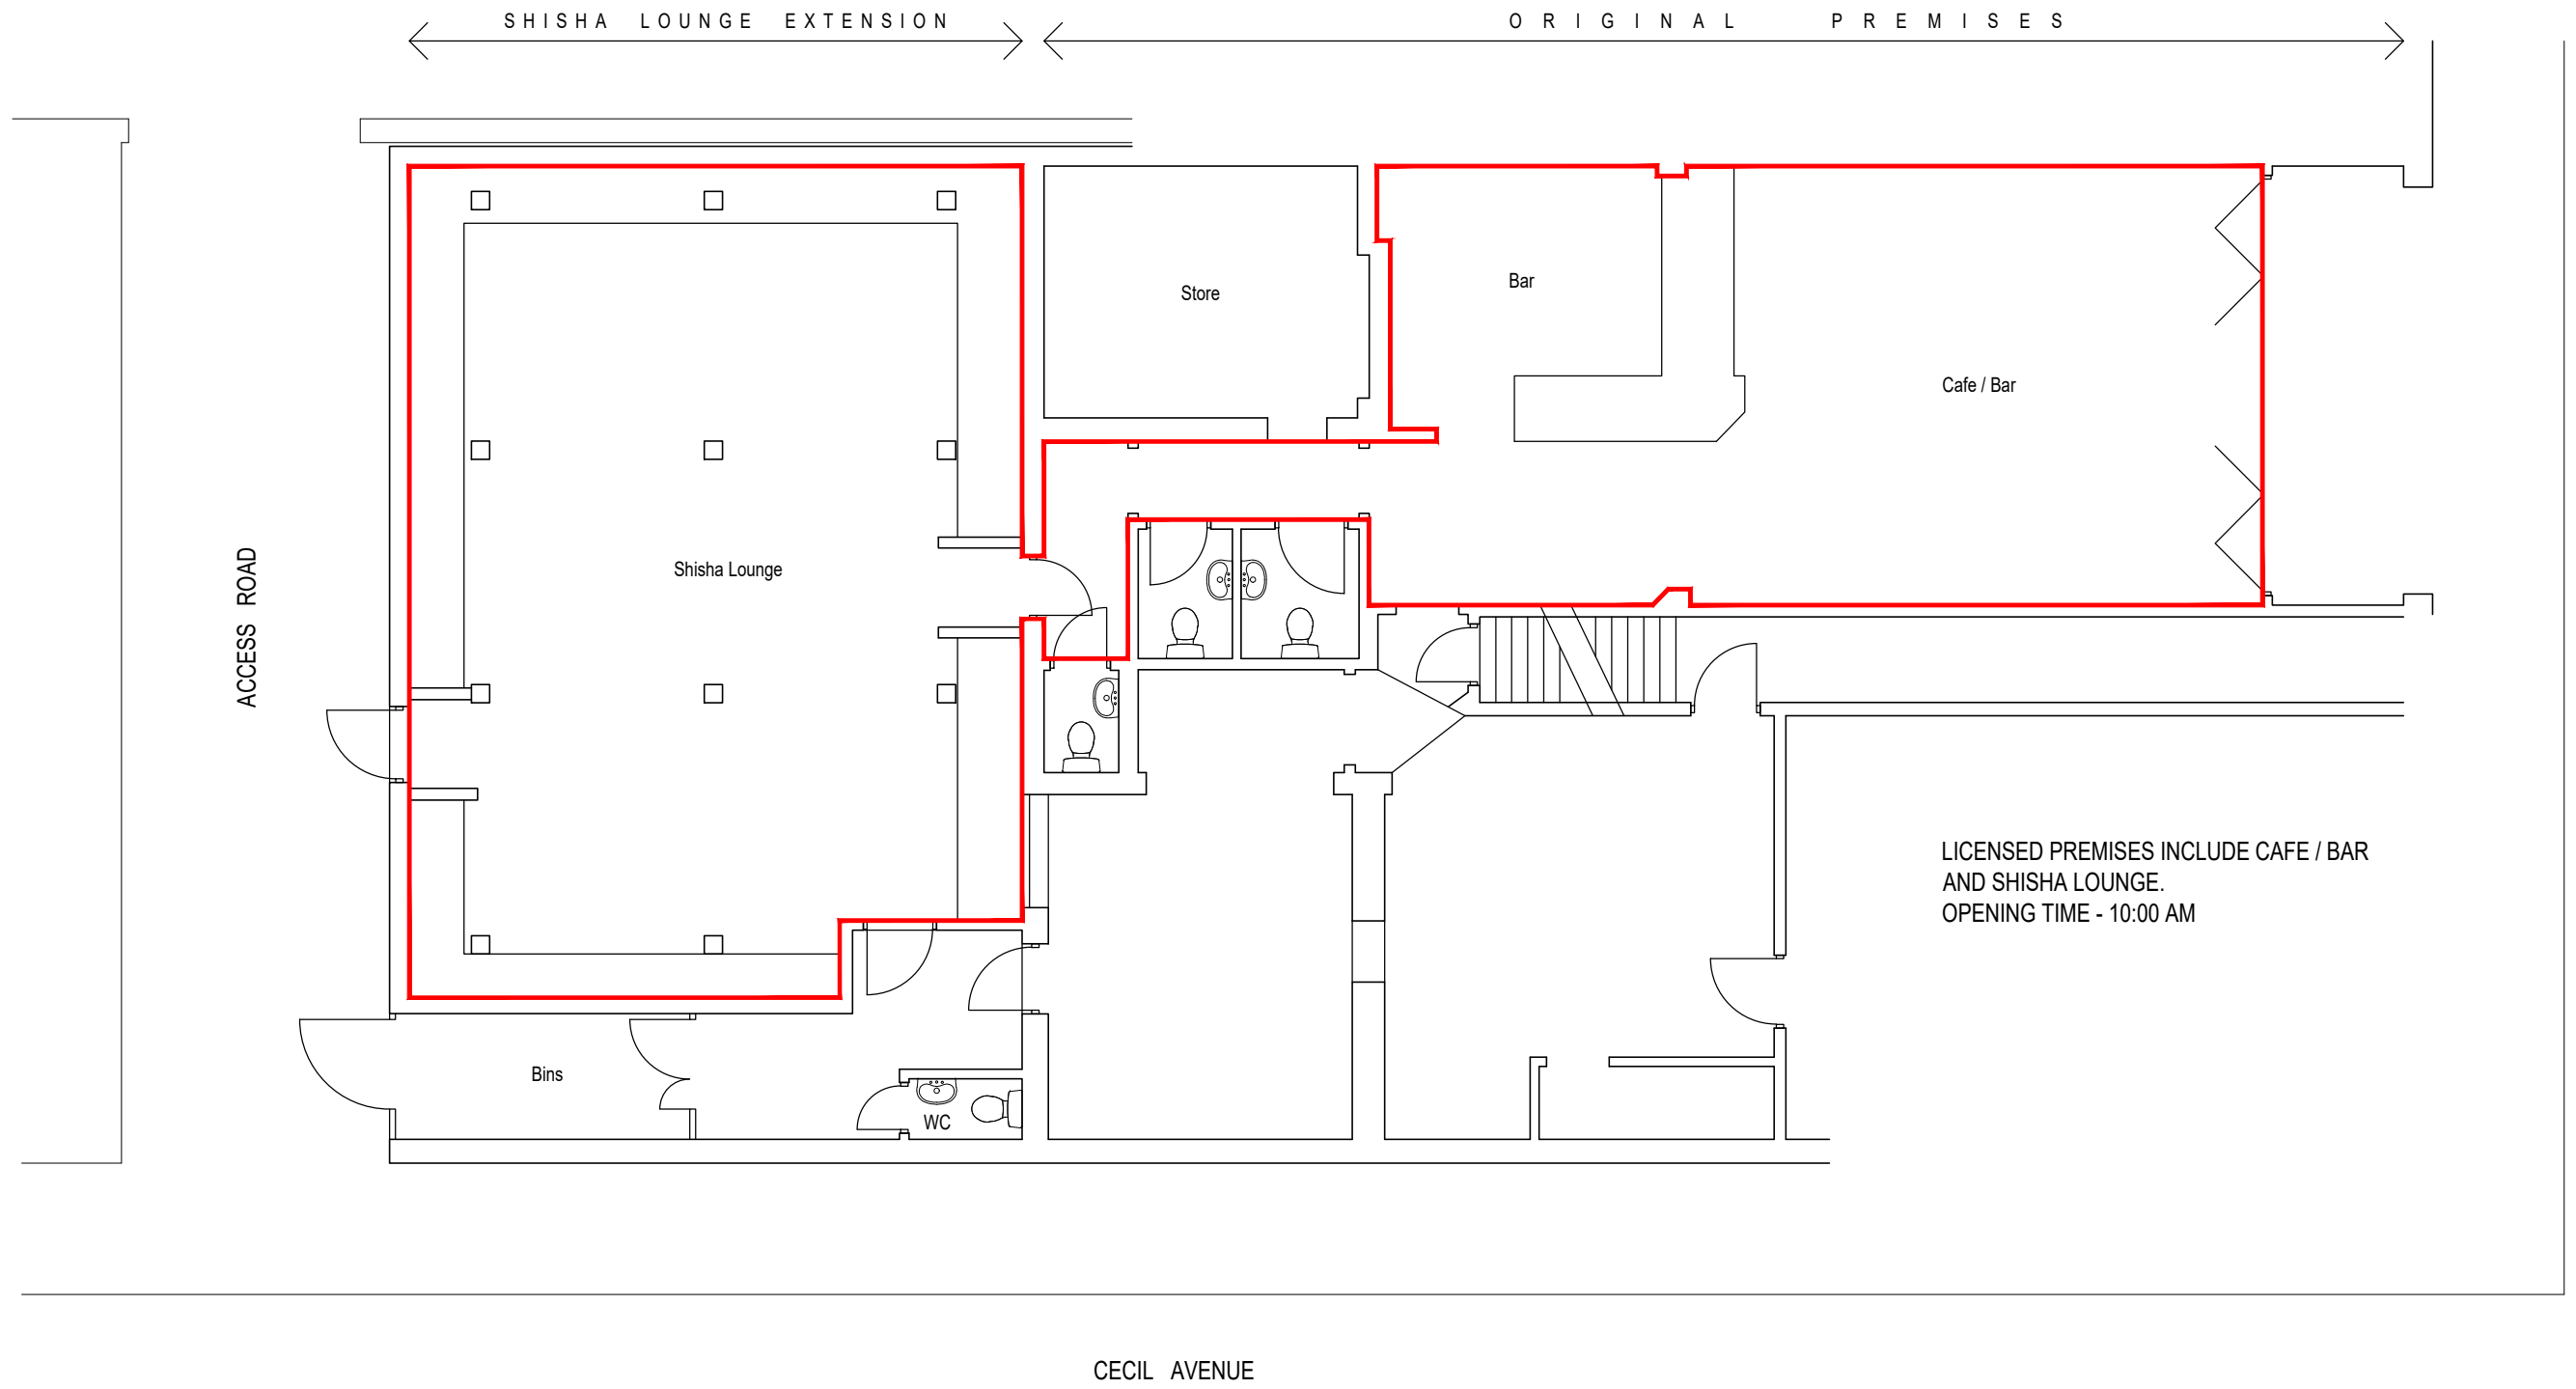 SHISHA LOUNGE EXTENSION
ORIGINAL PREMISES
Store
Bar
Cafe / Bar
Shisha Lounge
ACCESS ROAD
LICENSED PREMISES INCLUDE CAFE / BAR
AND SHISHA LOUNGE.
OPENING TIME - 10:00 AM
Bins
WC
CECIL AVENUE